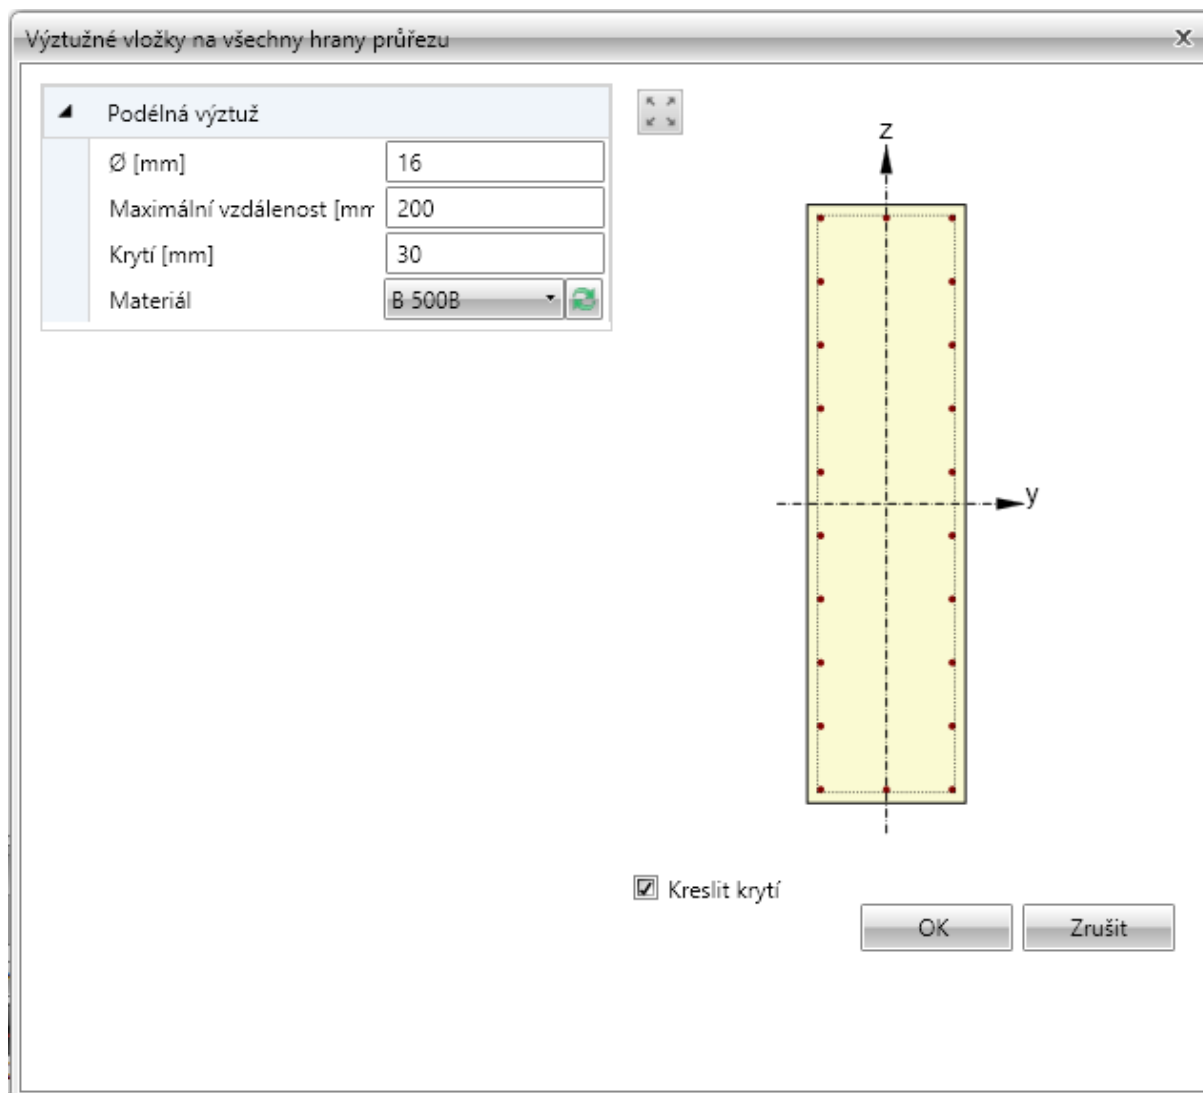 Výztužné vložky na všechny hrany průřezu
Podélná výztuž
Ø [mm] 16
Maximální vzdálenost [mm 200
Krytí [mm] 30
Materiál B 500B
z
y
Kreslit krytí
OK Zrušit